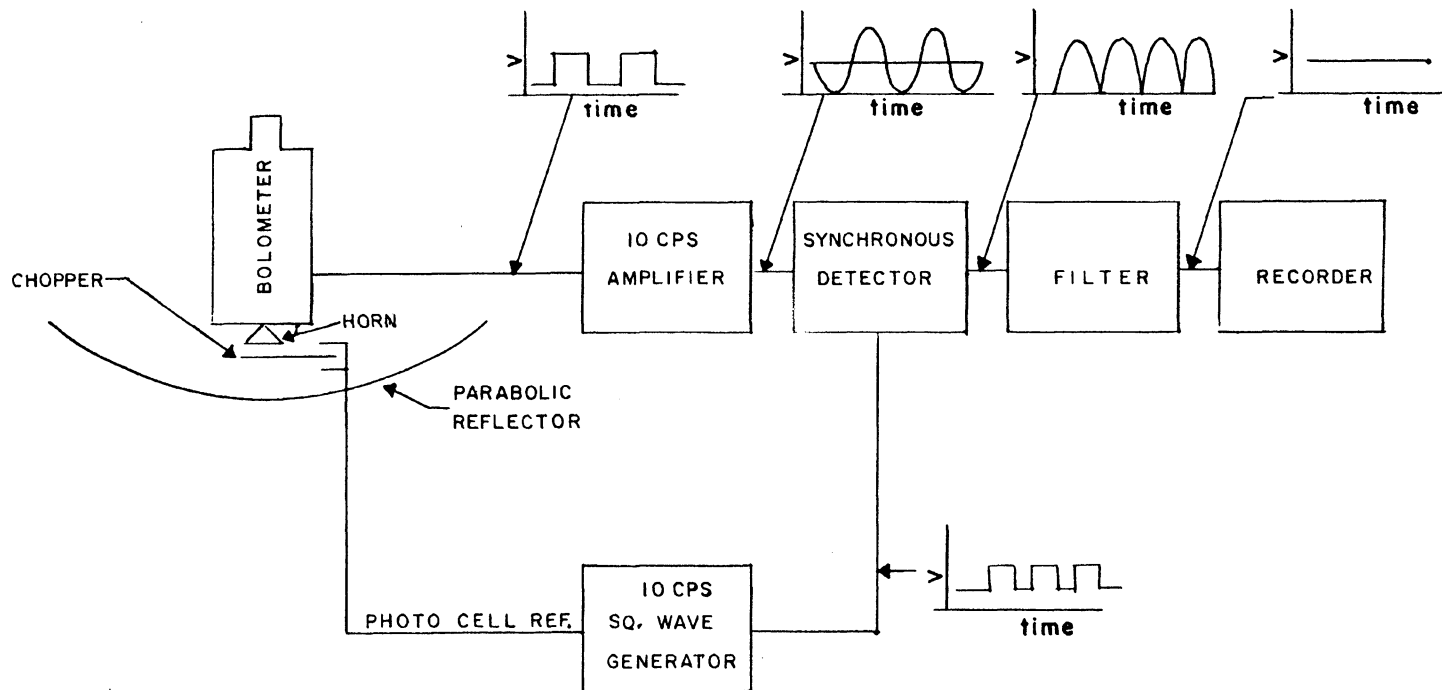 V
time
V
time
V
time
V
time
BOLOMETER
10 CPS
AMPLIFIER
SYNCHRONOUS
DETECTOR
FILTER
RECORDER
CHOPPER
HORN
PARABOLIC
REFLECTOR
PHOTO CELL REF.
10 CPS
SQ. WAVE
GENERATOR
V
time